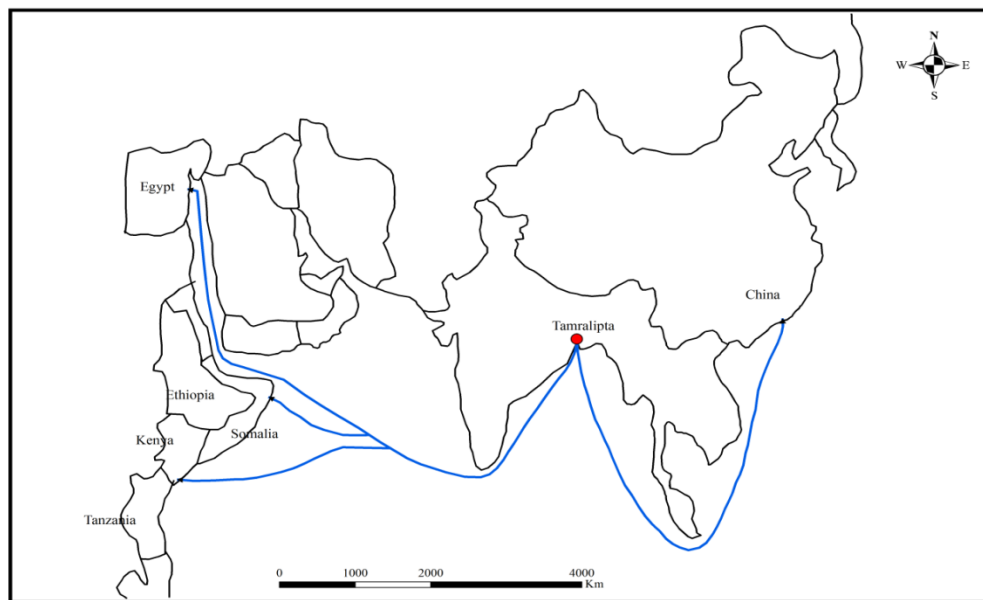 N
W E
S
Egypt
China
Tamralipta
Ethiopia
Somalia
Kenya
Tanzania
0 1000 2000 4000
Km